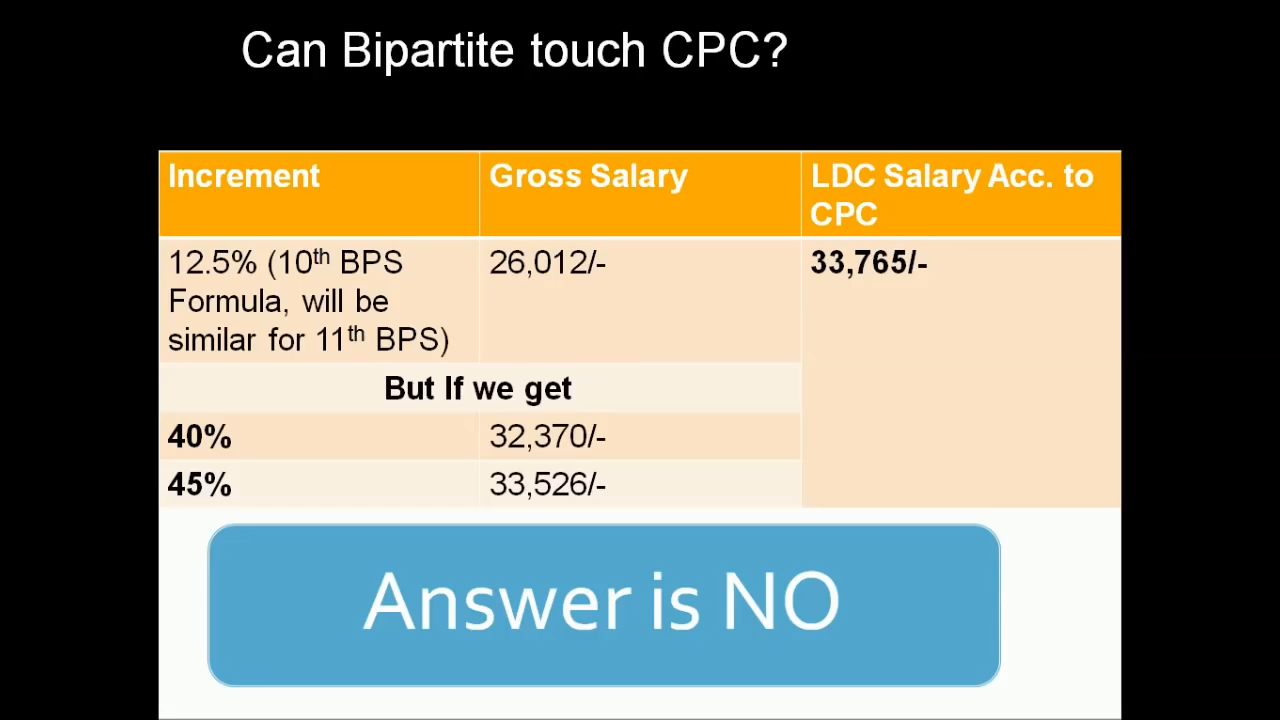 Can Bipartite touch CPC?
Increment
Gross Salary
LDC Salary Acc. to
CPC
12.5% (10th BPS
Formula, will be
similar for 11th BPS)
26,012/-
33,765/-
But If we get
40%
32,370/-
45%
33,526/-
Answer is NO